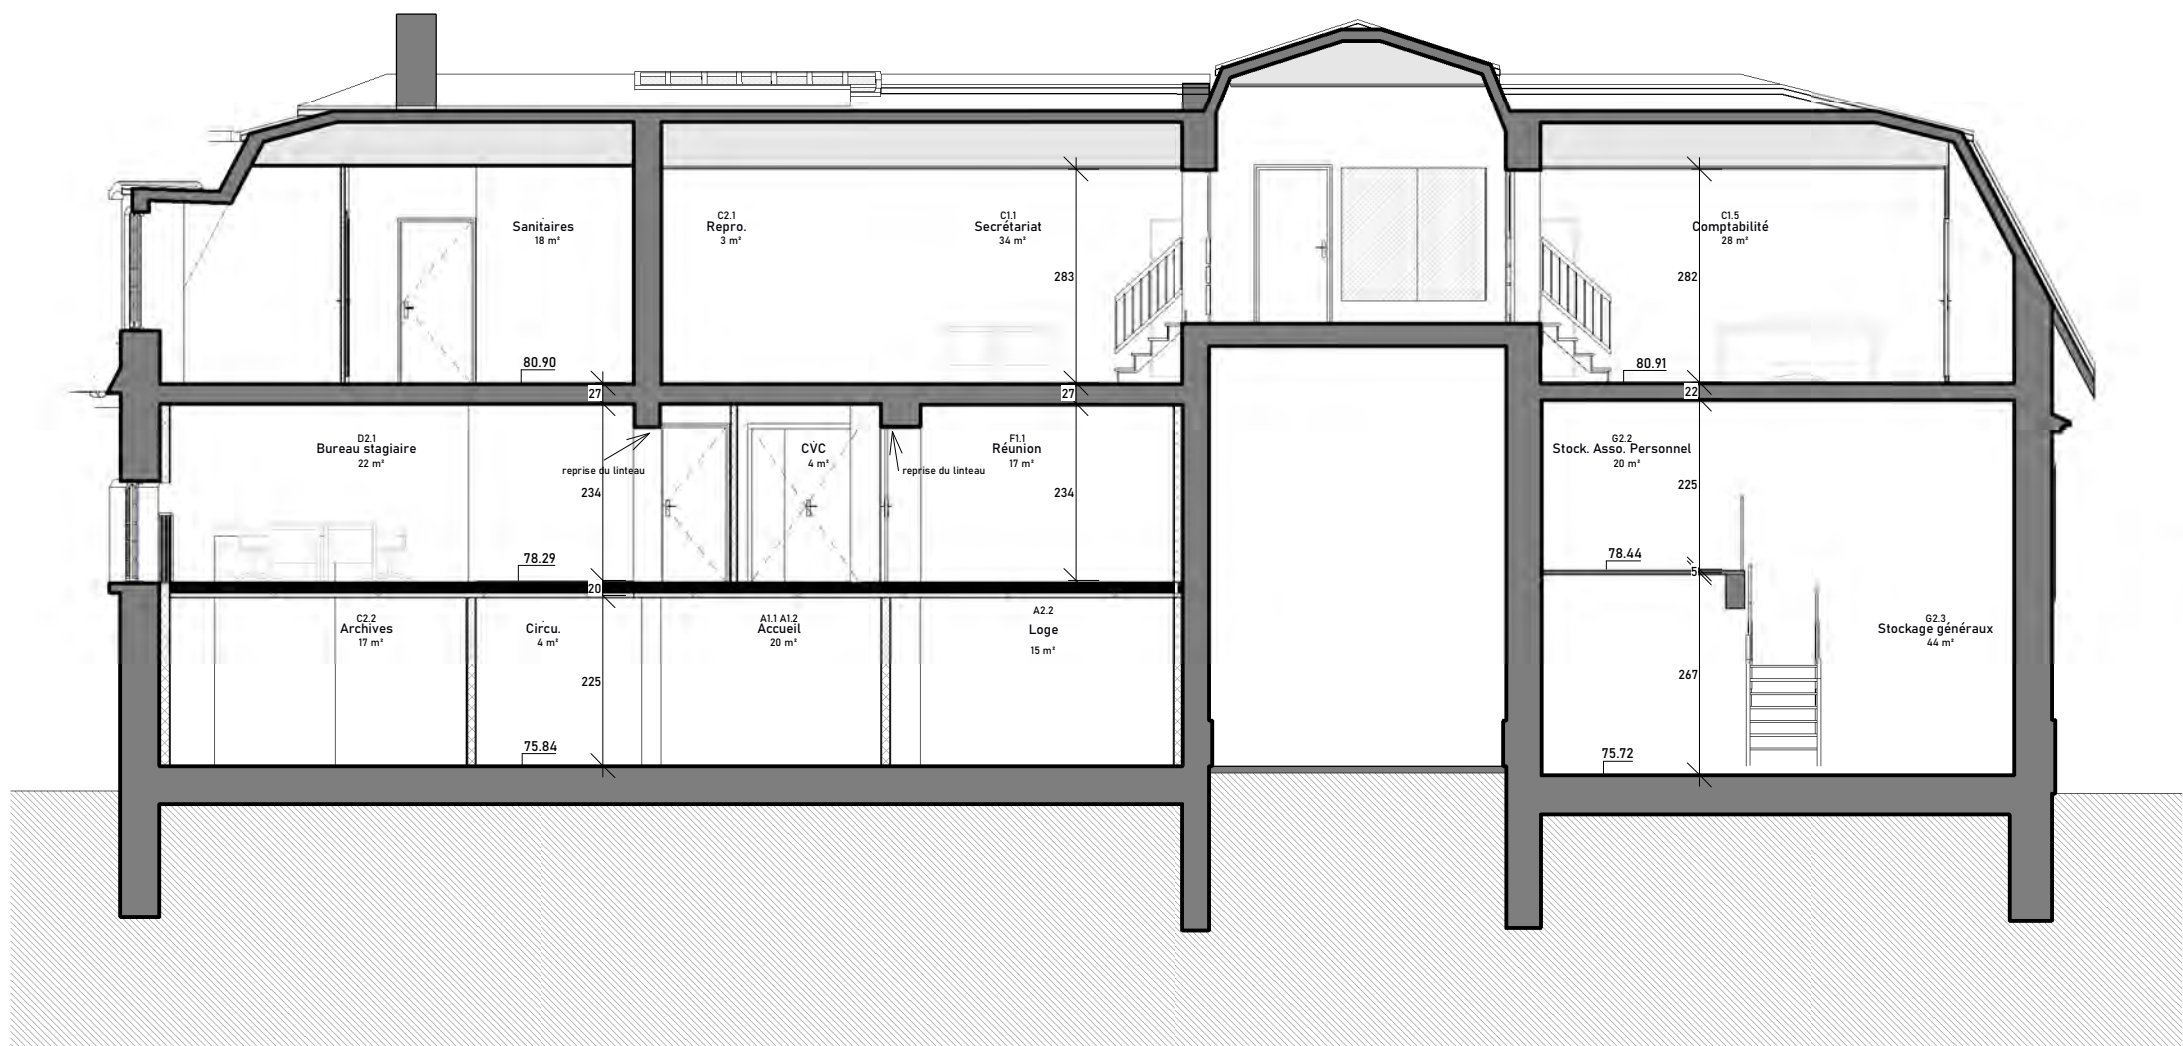 C2.1
Repro.
3 m²
C1.1
Secrétariat
34 m²
Sanitaires
18 m²
C1.5
Comptabilité
28 m²
283
282
80.90
80.91
27
27
22
D2.1
Bureau stagiaire
22 m²
CVC
4 m²
F1.1
Réunion
17 m²
G2.2
Stock. Asso. Personnel
20 m²
reprise du linteau
reprise du linteau
234
234
225
78.29
78.44
20
5
C2.2
Archives
17 m²
Circu.
4 m²
A1.1 A1.2
Accueil
20 m²
A2.2
Loge
15 m²
G2.3
Stockage généraux
44 m²
225
267
75.84
75.72